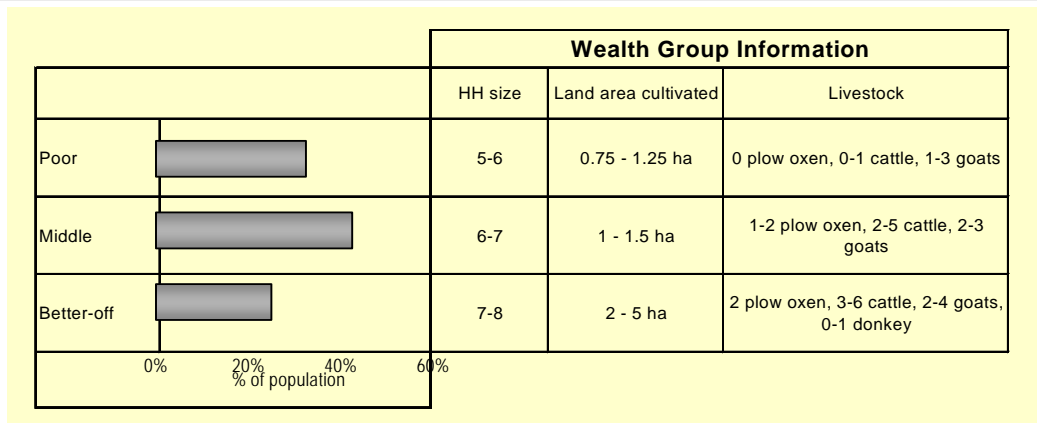 Wealth Group Information
HH size Land area cultivated Livestock
Poor 5-6 0.75 - 1.25 ha 0 plow oxen, 0-1 cattle, 1-3 goats
Middle 6-7 1 - 1.5 ha 1-2 plow oxen, 2-5 cattle, 2-3
goats
Better-off 7-8 2 - 5 ha 2 plow oxen, 3-6 cattle, 2-4 goats,
0-1 donkey
0% 20% 40% 60%
% of population